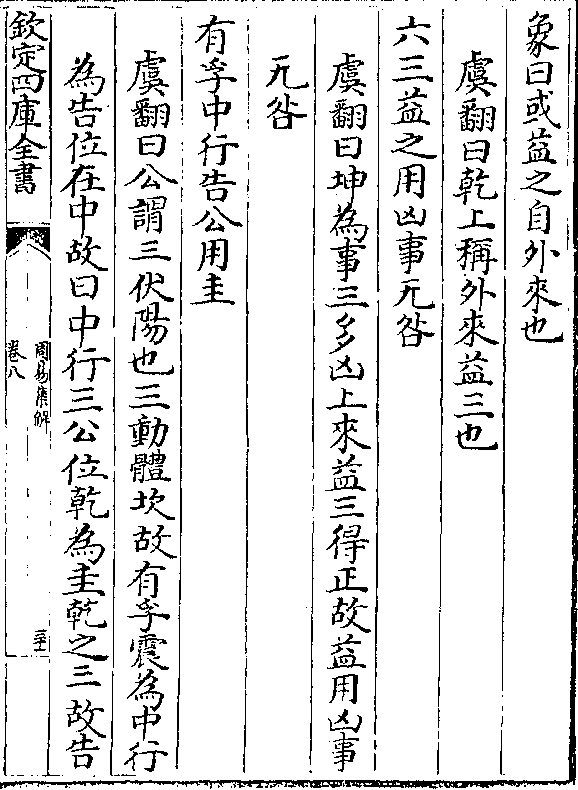 象曰或益之自外來也
虞翻曰乾上稱外來益三也
六三益之用凶事无咎
虞翻曰坤為事三多凶上來益三得正故益用凶事
无咎
有孚中行告公用圭
虞翻曰公謂三伏陽也三動體坎故有孚震為中行
為告位在中故曰中行三公位乾為圭乾之三故告
欽定四庫全書
周易集解
卷八